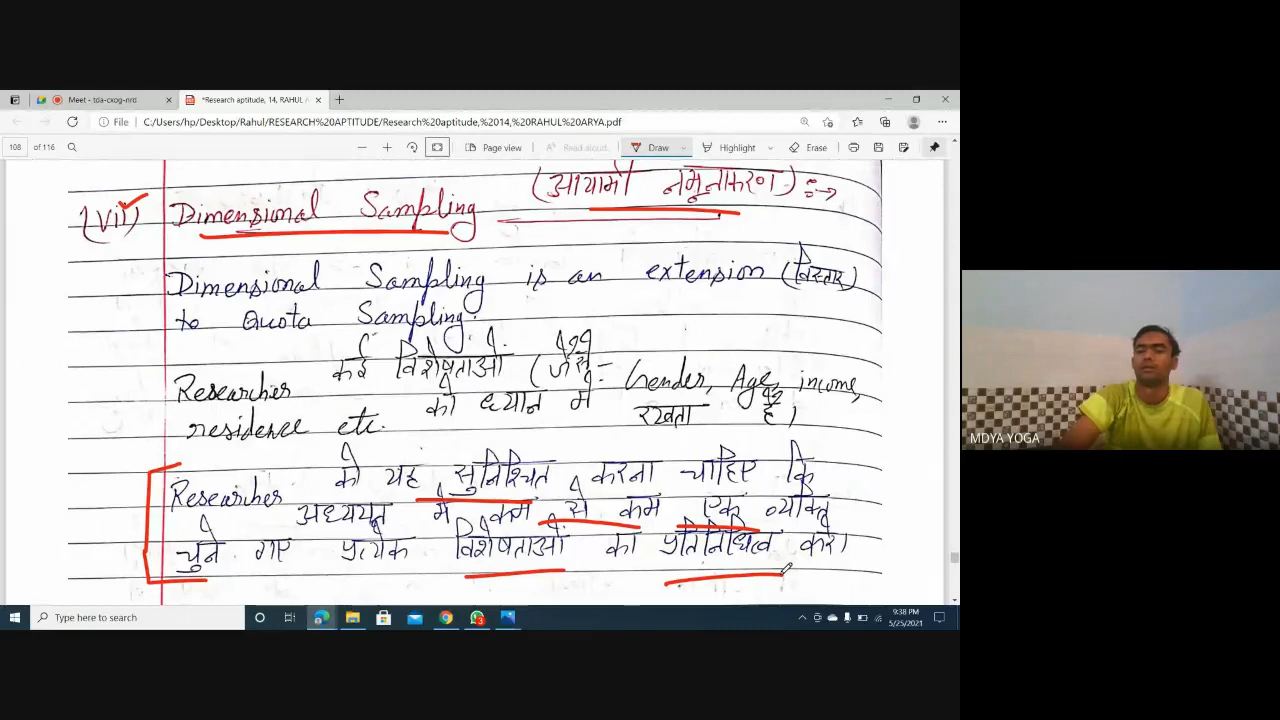 Meet - tda-cxog-nrd
*Research aptitude, 14, RAHUL A
File C:/Users/hp/Desktop/Rahul/RESEARCH%20APTITUDE/Research%20aptitude,%2014,%20RAHUL%20ARYA.pdf
108 of 116 Page view Read aloud Draw Highlight Erase
(आयामी नमूनाकरण) :→
(vii) Dimensional Sampling
Dimensional Sampling is an extension (विस्तार)
to Quota Sampling.
Researcher कई विशेषताओं (जैसे- Gender, Age, income,
residence etc. को ध्यान में रखता है)
Researcher को यह सुनिश्चित करना चाहिए कि
अध्ययन में कम से कम एक व्यक्ति
चुने गए प्रत्येक विशेषताओं का प्रतिनिधित्व करे।
MDYA YOGA
Type here to search
9:38 PM
5/25/2021